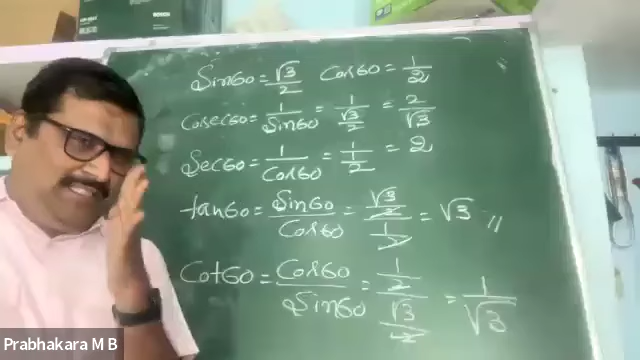 Sin60 = √3/2 Cos60 = 1/2
Cosec60 = 1/Sin60 = 1/(√3/2) = 2/√3
Sec60 = 1/Cos60 = 1/(1/2) = 2
tan60 = Sin60/Cos60 = (√3/2)/(1/2) = √3 //
Cot60 = Cos60/Sin60 = (1/2)/(√3/2) = 1/√3
Prabhakara M B